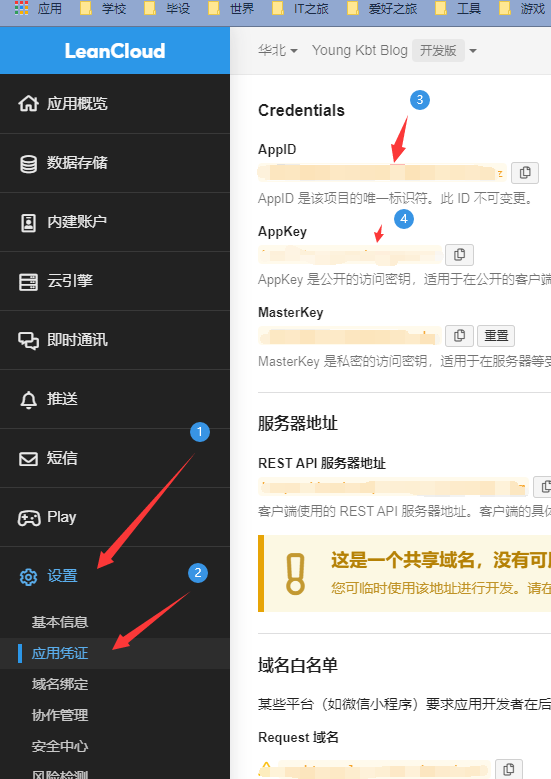 应用 学校 毕设 世界 IT之旅 爱好之旅 工具 游戏
LeanCloud
应用概览
数据存储
内建账户
云引擎
即时通讯
推送
短信
Play
设置
基本信息
应用凭证
域名绑定
协作管理
安全中心
风险检测
1
2
华北 Young Kbt Blog 开发版
Credentials
3
AppID
AppID 是该项目的唯一标识符。此 ID 不可变更。
4
AppKey
AppKey 是公开的访问密钥，适用于在公开的客户端
MasterKey
重置
MasterKey 是私密的访问密钥，适用于在服务器等受
服务器地址
REST API 服务器地址
客户端使用的 REST API 服务器地址。客户端的具体
这是一个共享域名，没有可
您可临时使用该地址进行开发。请在
域名白名单
某些平台（如微信小程序）要求应用开发者在后
Request 域名